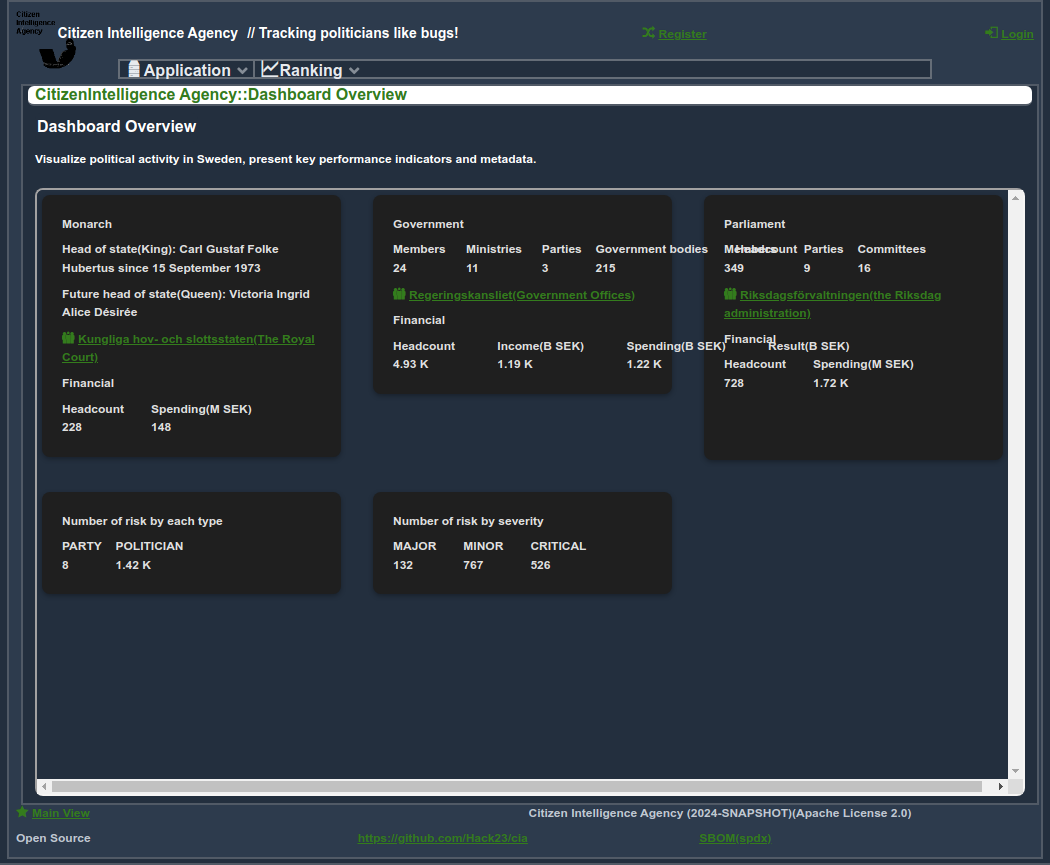 Citizen
Intelligence
Agency
Citizen Intelligence Agency // Tracking politicians like bugs!
Register
Login
Application
Ranking
CitizenIntelligence Agency::Dashboard Overview
Dashboard Overview
Visualize political activity in Sweden, present key performance indicators and metadata.
Monarch
Head of state(King): Carl Gustaf Folke
Hubertus since 15 September 1973
Future head of state(Queen): Victoria Ingrid
Alice Désirée
Kungliga hov- och slottsstaten(The Royal
Court)
Financial
Headcount Spending(M SEK)
228 148
Government
Members Ministries Parties Government bodies Headcount
24 11 3 215
Regeringskansliet(Government Offices)
Financial
Headcount Income(B SEK) Spending(B SEK) Result(B SEK)
4.93 K 1.19 K 1.22 K
Parliament
Members Parties Committees
349 9 16
Riksdagsförvaltningen(the Riksdag
administration)
Financial
Headcount Spending(M SEK)
728 1.72 K
Number of risk by each type
PARTY POLITICIAN
8 1.42 K
Number of risk by severity
MAJOR MINOR CRITICAL
132 767 526
Main View
Citizen Intelligence Agency (2024-SNAPSHOT)(Apache License 2.0)
Open Source
https://github.com/Hack23/cia
SBOM(spdx)